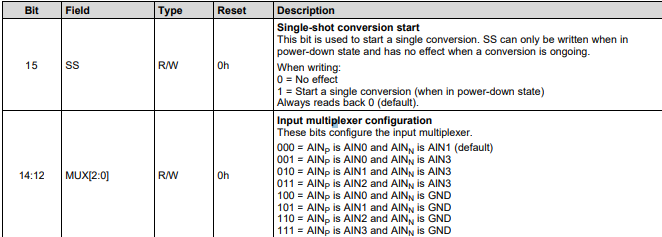 Bit Field Type Reset Description
Single-shot conversion start
This bit is used to start a single conversion. SS can only be written when in
power-down state and has no effect when a conversion is ongoing.
15 SS R/W 0h
When writing:
0 = No effect
1 = Start a single conversion (when in power-down state)
Always reads back 0 (default).
Input multiplexer configuration
These bits configure the input multiplexer.
14:12 MUX[2:0] R/W 0h
000 = AINP is AIN0 and AINN is AIN1 (default)
001 = AINP is AIN0 and AINN is AIN3
010 = AINP is AIN1 and AINN is AIN3
011 = AINP is AIN2 and AINN is AIN3
100 = AINP is AIN0 and AINN is GND
101 = AINP is AIN1 and AINN is GND
110 = AINP is AIN2 and AINN is GND
111 = AINP is AIN3 and AINN is GND